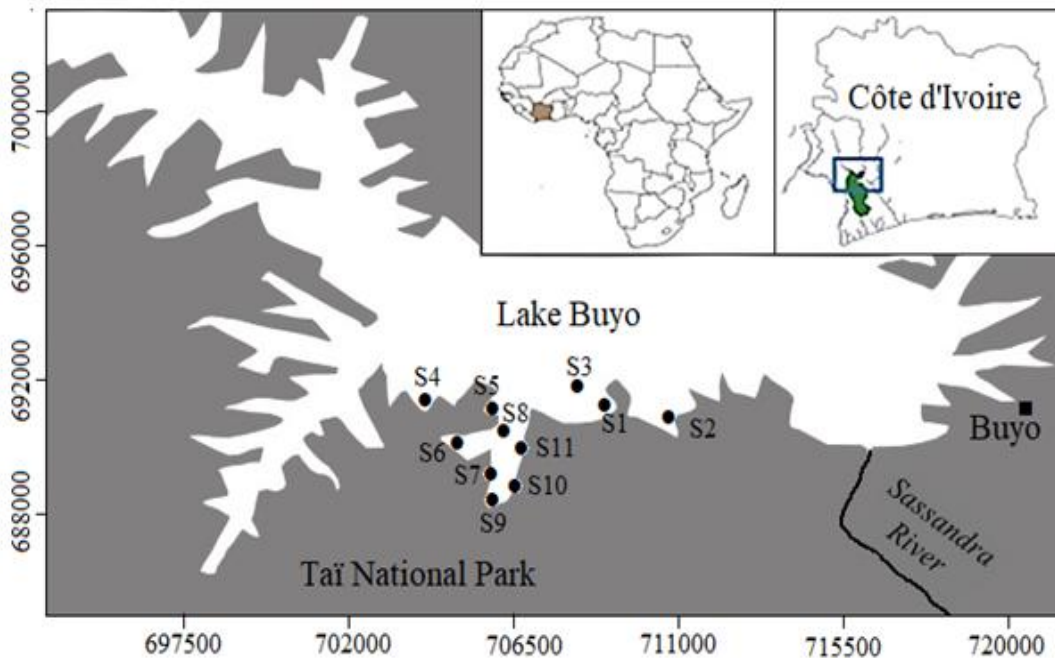 700000
696000
692000
688000
Côte d'Ivoire
Lake Buyo
S3
S4
S5
S1
S8
S2
Buyo
S6
S11
S7
S10
S9
Sassandra
River
Taï National Park
697500
702000
706500
711000
715500
720000